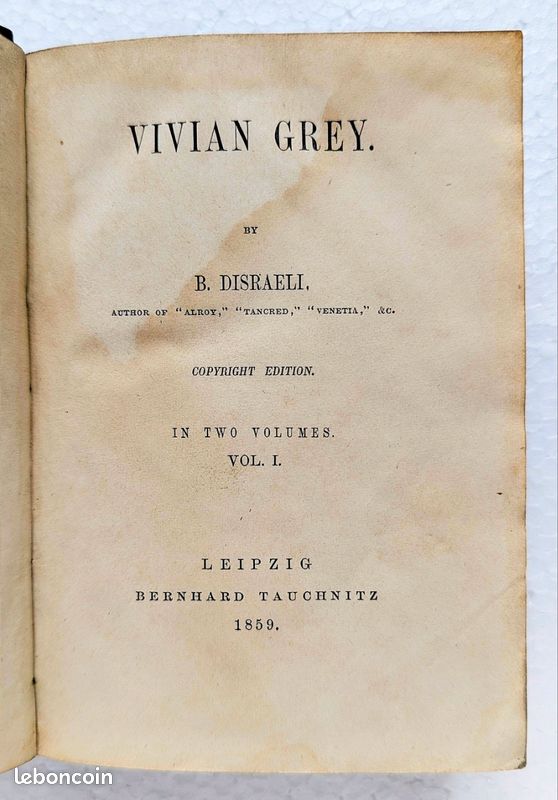 VIVIAN GREY.
BY
B. DISRAELI,
AUTHOR OF "ALROY," "TANCRED," "VENETIA," &C.
COPYRIGHT EDITION.
IN TWO VOLUMES.
VOL. I.
LEIPZIG
BERNHARD TAUCHNITZ
1859.
leboncoin